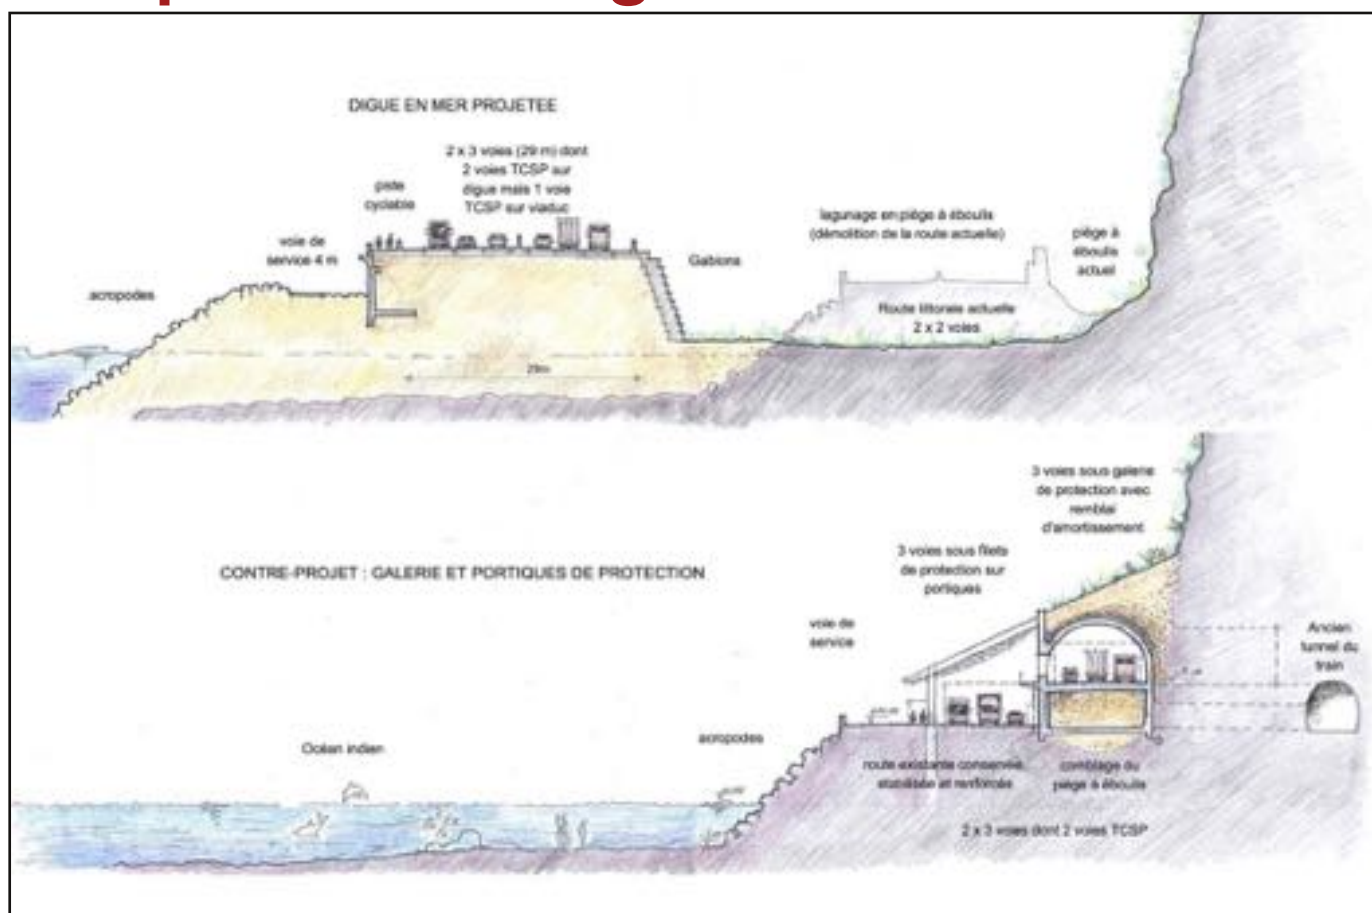 DIGUE EN MER PROJETEE
2 x 3 voies (29 m) dont
2 voies TCSP sur
digue mais 1 voie
TCSP sur viaduc
piste
cyclable
voie de
service 4 m
acropodes
Gabions
lagunage en piège à éboulis
(démolition de la route actuelle)
piège à
éboulis
actuel
Route littorale actuelle
2 x 2 voies
29m
3 voies sous galerie
de protection avec
remblai
d'amortissement
3 voies sous filets
de protection sur
portiques
CONTRE-PROJET : GALERIE ET PORTIQUES DE PROTECTION
voie de
service
Ancien
tunnel du
train
acropodes
Océan indien
route existante conservée,
stabilisée et renforcée
comblage du
piège à éboulis
2 x 3 voies dont 2 voies TCSP